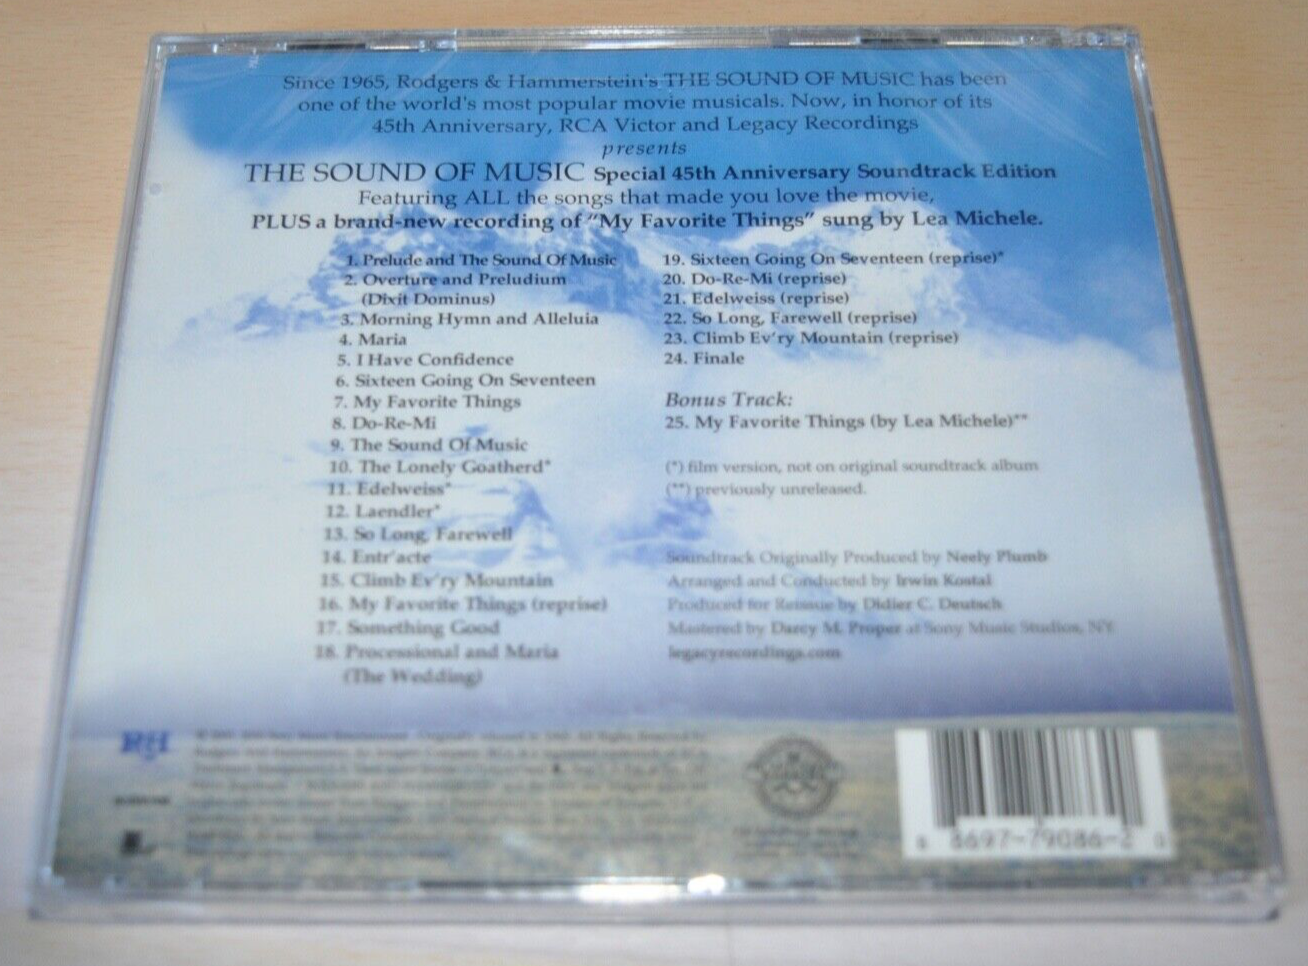 Since 1965, Rodgers & Hammerstein's THE SOUND OF MUSIC has been
one of the world's most popular movie musicals. Now, in honor of its
45th Anniversary, RCA Victor and Legacy Recordings
presents
THE SOUND OF MUSIC Special 45th Anniversary Soundtrack Edition
Featuring ALL the songs that made you love the movie,
PLUS a brand-new recording of "My Favorite Things" sung by Lea Michele.
1. Prelude and The Sound Of Music
2. Overture and Preludium
(Dixit Dominus)
3. Morning Hymn and Alleluia
4. Maria
5. I Have Confidence
6. Sixteen Going On Seventeen
7. My Favorite Things
8. Do-Re-Mi
9. The Sound Of Music
10. The Lonely Goatherd*
11. Edelweiss*
12. Laendler*
13. So Long, Farewell
14. Entr'acte
15. Climb Ev'ry Mountain
16. My Favorite Things (reprise)
17. Something Good
18. Processional and Maria
(The Wedding)
19. Sixteen Going On Seventeen (reprise)*
20. Do-Re-Mi (reprise)
21. Edelweiss (reprise)
22. So Long, Farewell (reprise)
23. Climb Ev'ry Mountain (reprise)
24. Finale
Bonus Track:
25. My Favorite Things (by Lea Michele)**
(*) film version, not on original soundtrack album
(**) previously unreleased.
Soundtrack Originally Produced by Neely Plumb
Arranged and Conducted by Irwin Kostal
Produced for Reissue by Didier C. Deutsch
Mastered by Darcy M. Proper at Sony Music Studios, NY
legacyrecordings.com
R&H
8697-79086-2